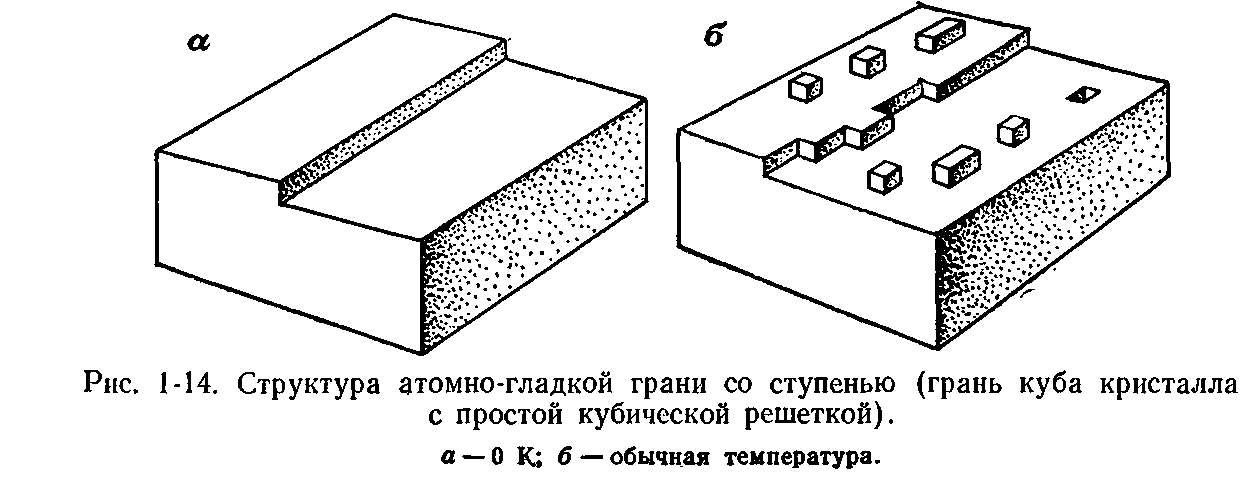 а
б
Рис. 1-14. Структура атомно-гладкой грани со ступенью (грань куба кристалла
с простой кубической решеткой).
а — 0 К; б — обычная температура.